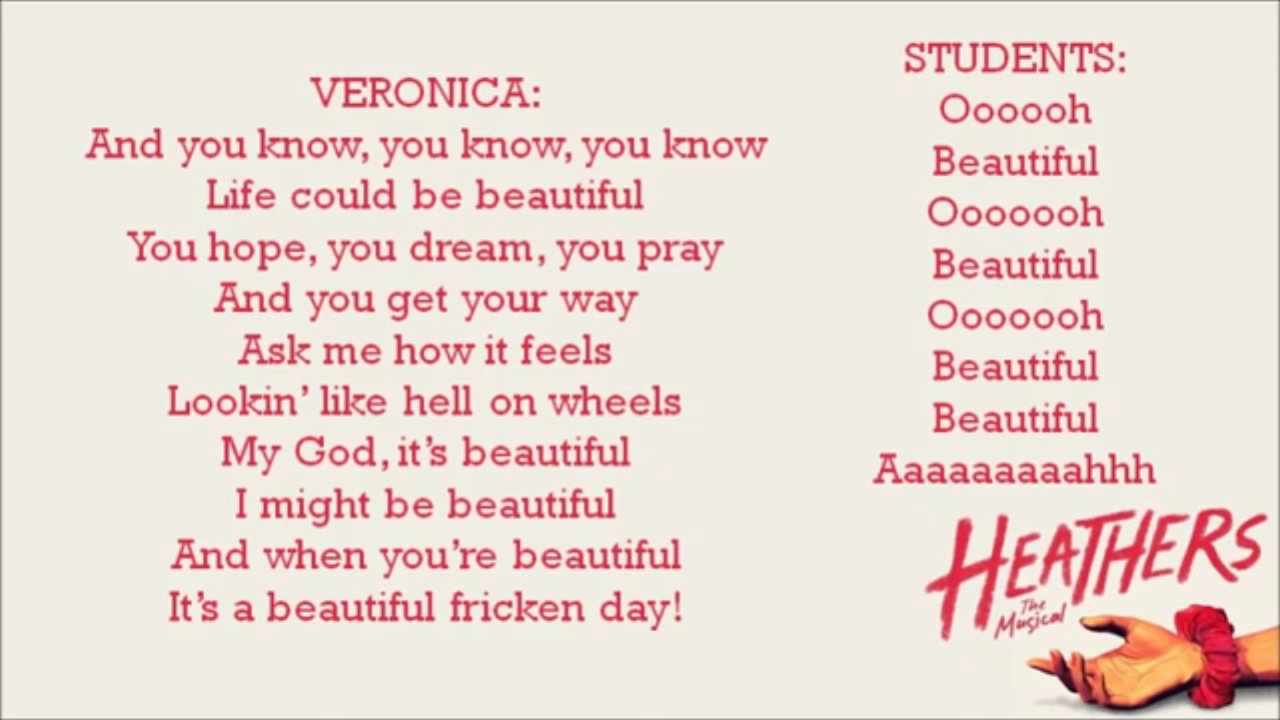 VERONICA:
And you know, you know, you know
Life could be beautiful
You hope, you dream, you pray
And you get your way
Ask me how it feels
Lookin' like hell on wheels
My God, it's beautiful
I might be beautiful
And when you're beautiful
It's a beautiful fricken day!
STUDENTS:
Oooooh
Beautiful
Ooooooh
Beautiful
Ooooooh
Beautiful
Beautiful
Aaaaaaaaahhh
HEATHERS
The
Musical